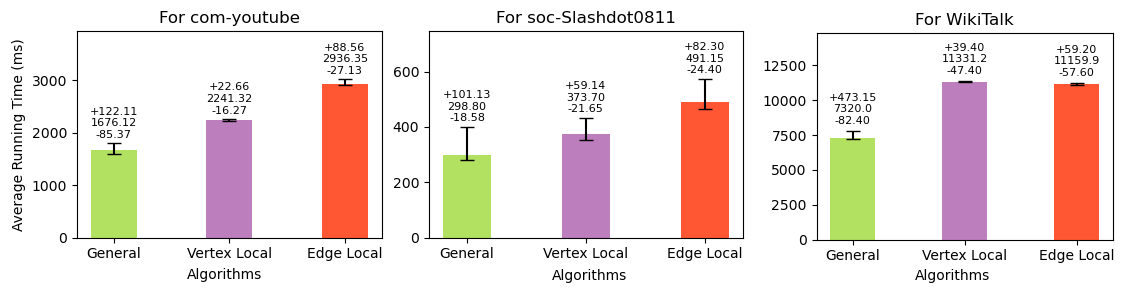 For com-youtube
Average Running Time (ms)
3000
2000
1000
0
+122.11
1676.12
-85.37
+22.66
2241.32
-16.27
+88.56
2936.35
-27.13
General
Vertex Local
Edge Local
Algorithms
For soc-Slashdot0811
600
400
200
0
+101.13
298.80
-18.58
+59.14
373.70
-21.65
+82.30
491.15
-24.40
General
Vertex Local
Edge Local
Algorithms
For WikiTalk
12500
10000
7500
5000
2500
0
+473.15
7320.0
-82.40
+39.40
11331.2
-47.40
+59.20
11159.9
-57.60
General
Vertex Local
Edge Local
Algorithms